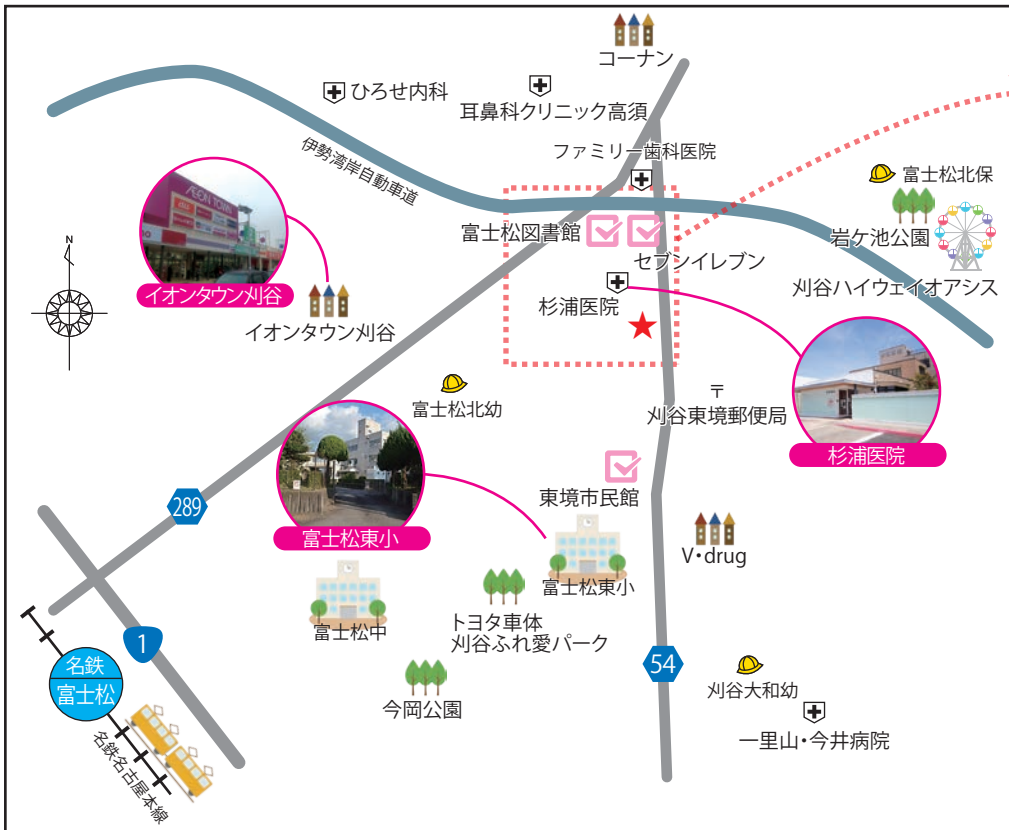 コーナン
ひろせ内科
耳鼻科クリニック高須
ファミリー歯科医院
伊勢湾岸自動車道
富士松北保
AEON TOWN
富士松図書館
岩ケ池公園
セブンイレブン
刈谷ハイウェイオアシス
N
イオンタウン刈谷
イオンタウン刈谷
杉浦医院
富士松北幼
〒
刈谷東境郵便局
杉浦医院
東境市民館
289
富士松東小
V・drug
富士松東小
富士松中
トヨタ車体
刈谷ふれ愛パーク
1
名鉄
富士松
54
刈谷大和幼
今岡公園
一里山・今井病院
名鉄名古屋本線